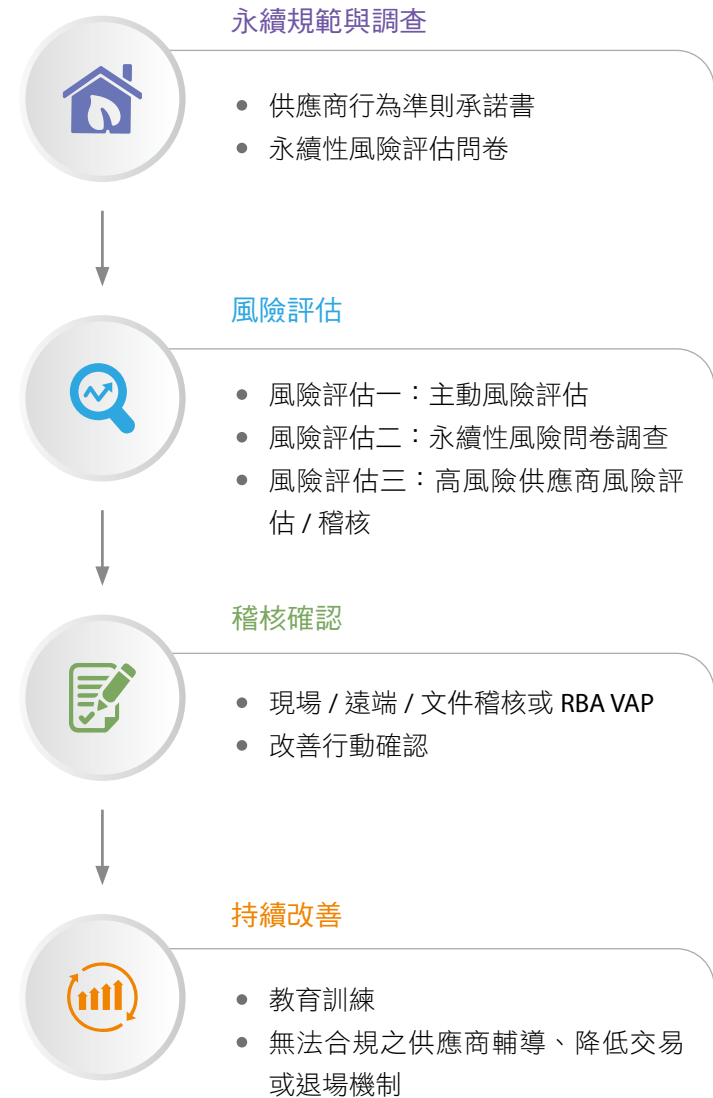 永續規範與調查
• 供應商行為準則承諾書
• 永續性風險評估問卷
風險評估
• 風險評估一：主動風險評估
• 風險評估二：永續性風險問卷調查
• 風險評估三：高風險供應商風險評
估 / 稽核
稽核確認
• 現場 / 遠端 / 文件稽核或 RBA VAP
• 改善行動確認
持續改善
• 教育訓練
• 無法合規之供應商輔導、降低交易
或退場機制